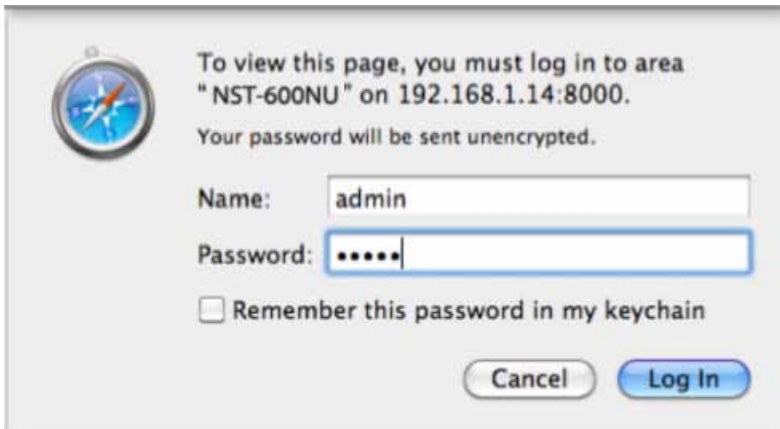 To view this page, you must log in to area
"NST-600NU" on 192.168.1.14:8000.
Your password will be sent unencrypted.
Name: admin
Password: •••••
Remember this password in my keychain
Cancel Log In